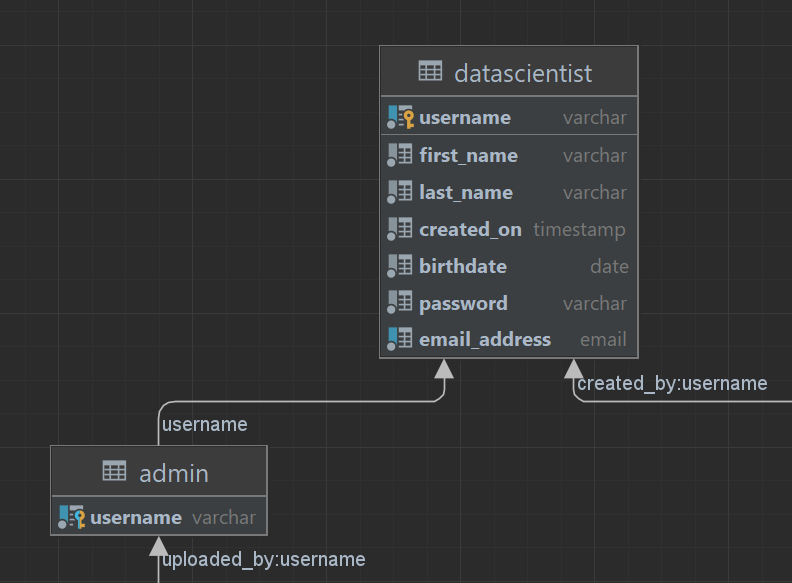 datascientist
username varchar
first_name varchar
last_name varchar
created_on timestamp
birthdate date
password varchar
email_address email
created_by:username
username
admin
username varchar
uploaded_by:username